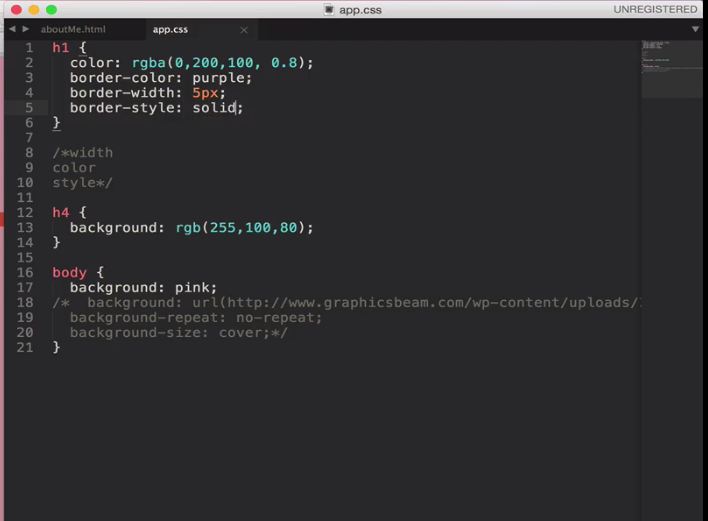 app.css
UNREGISTERED
aboutMe.html
app.css
1 h1 {
2 color: rgba(0,200,100, 0.8);
3 border-color: purple;
4 border-width: 5px;
5 border-style: solid;
6 }
7
8 /*width
9 color
10 style*/
11
12 h4 {
13 background: rgb(255,100,80);
14 }
15
16 body {
17 background: pink;
18 /* background: url(http://www.graphicsbeam.com/wp-content/uploads/
19 background-repeat: no-repeat;
20 background-size: cover;*/
21 }